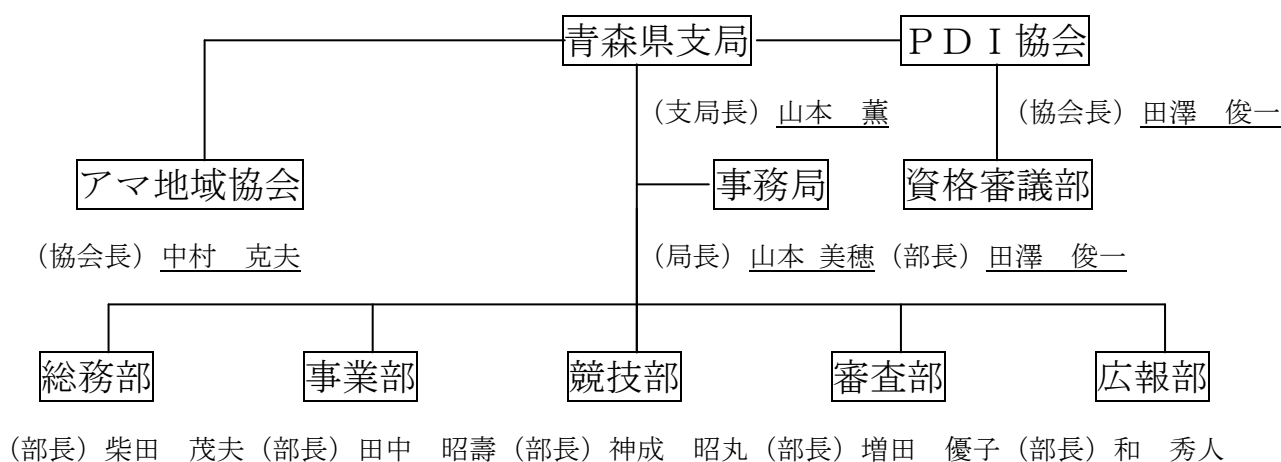 青森県支局 ＰＤＩ協会
(支局長) 山本　薫 (協会長) 田澤　俊一
アマ地域協会 事務局 資格審議部
(協会長) 中村　克夫 (局長) 山本 美穂 (部長) 田澤　俊一
総務部 事業部 競技部 審査部 広報部
(部長) 柴田　茂夫 (部長) 田中　昭壽 (部長) 神成　昭丸 (部長) 増田　優子 (部長) 和　秀人